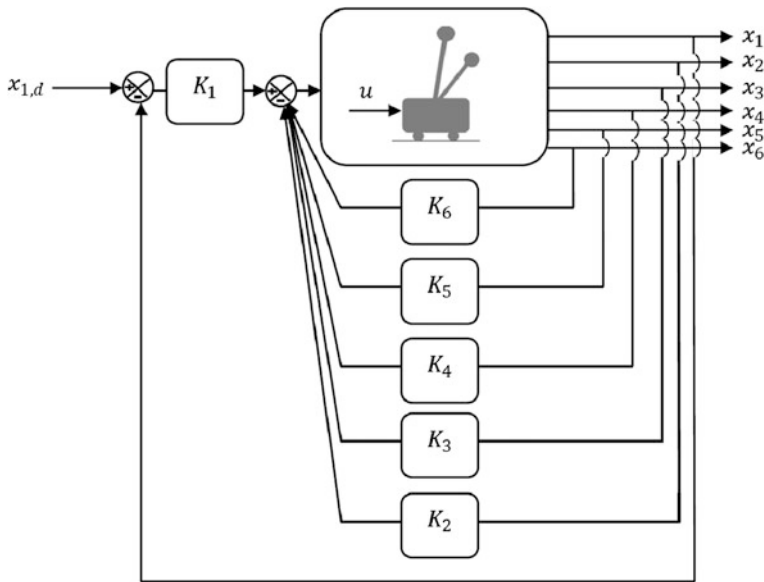 x₁,d
+
-
K₁
+
-
u
x₁
x₂
x₃
x₄
x₅
x₆
K₆
K₅
K₄
K₃
K₂